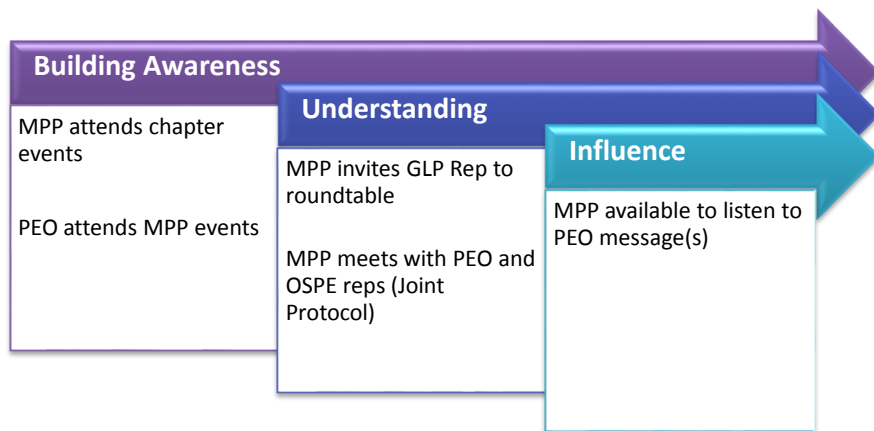 Building Awareness
MPP attends chapter
events
PEO attends MPP events
Understanding
MPP invites GLP Rep to
roundtable
MPP meets with PEO and
OSPE reps (Joint
Protocol)
Influence
MPP available to listen to
PEO message(s)